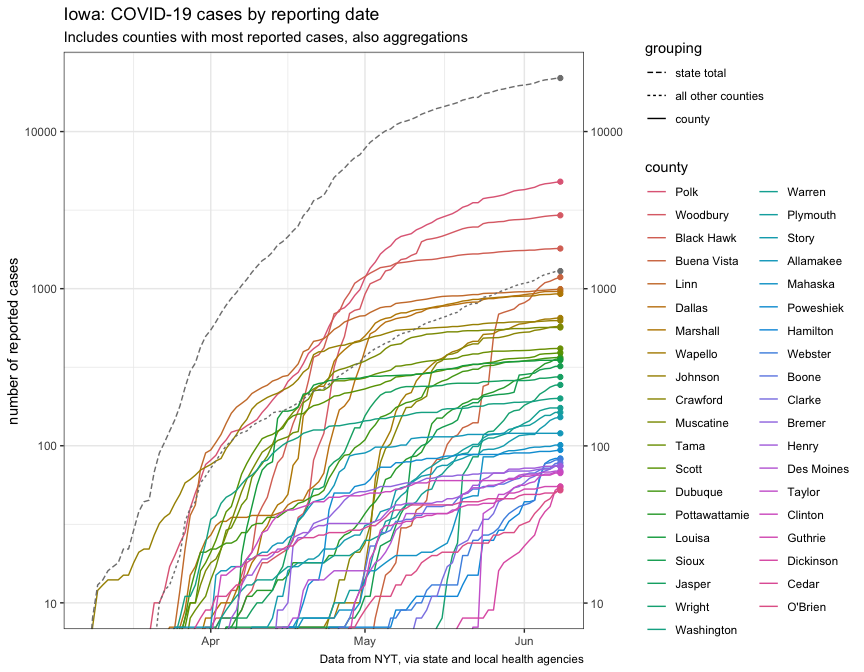 Iowa: COVID-19 cases by reporting date
Includes counties with most reported cases, also aggregations
number of reported cases
10000
1000
100
10
10000
1000
100
10
Apr
May
Jun
Data from NYT, via state and local health agencies
grouping
state total
all other counties
county
county
Polk
Woodbury
Black Hawk
Buena Vista
Linn
Dallas
Marshall
Wapello
Johnson
Crawford
Muscatine
Tama
Scott
Dubuque
Pottawattamie
Louisa
Sioux
Jasper
Wright
Washington
Warren
Plymouth
Story
Allamakee
Mahaska
Poweshiek
Hamilton
Webster
Boone
Clarke
Bremer
Henry
Des Moines
Taylor
Clinton
Guthrie
Dickinson
Cedar
O'Brien